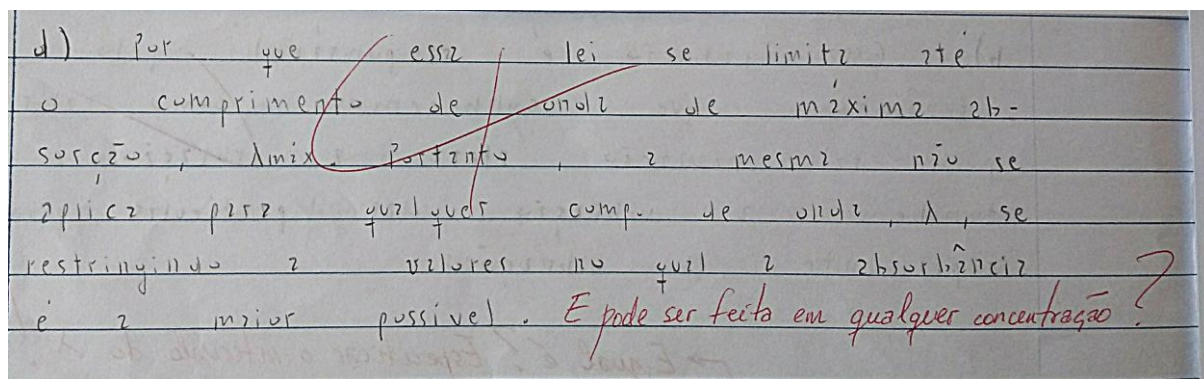 d) Por que essa lei se limita até
o comprimento de onda de máxima ab-
sorção, λmáx. Portanto, a mesma não se
aplica para qualquer comp. de onda, λ, se
restringindo a valores no qual a absorbância
é a maior possível. E pode ser feita em qualquer concentração?